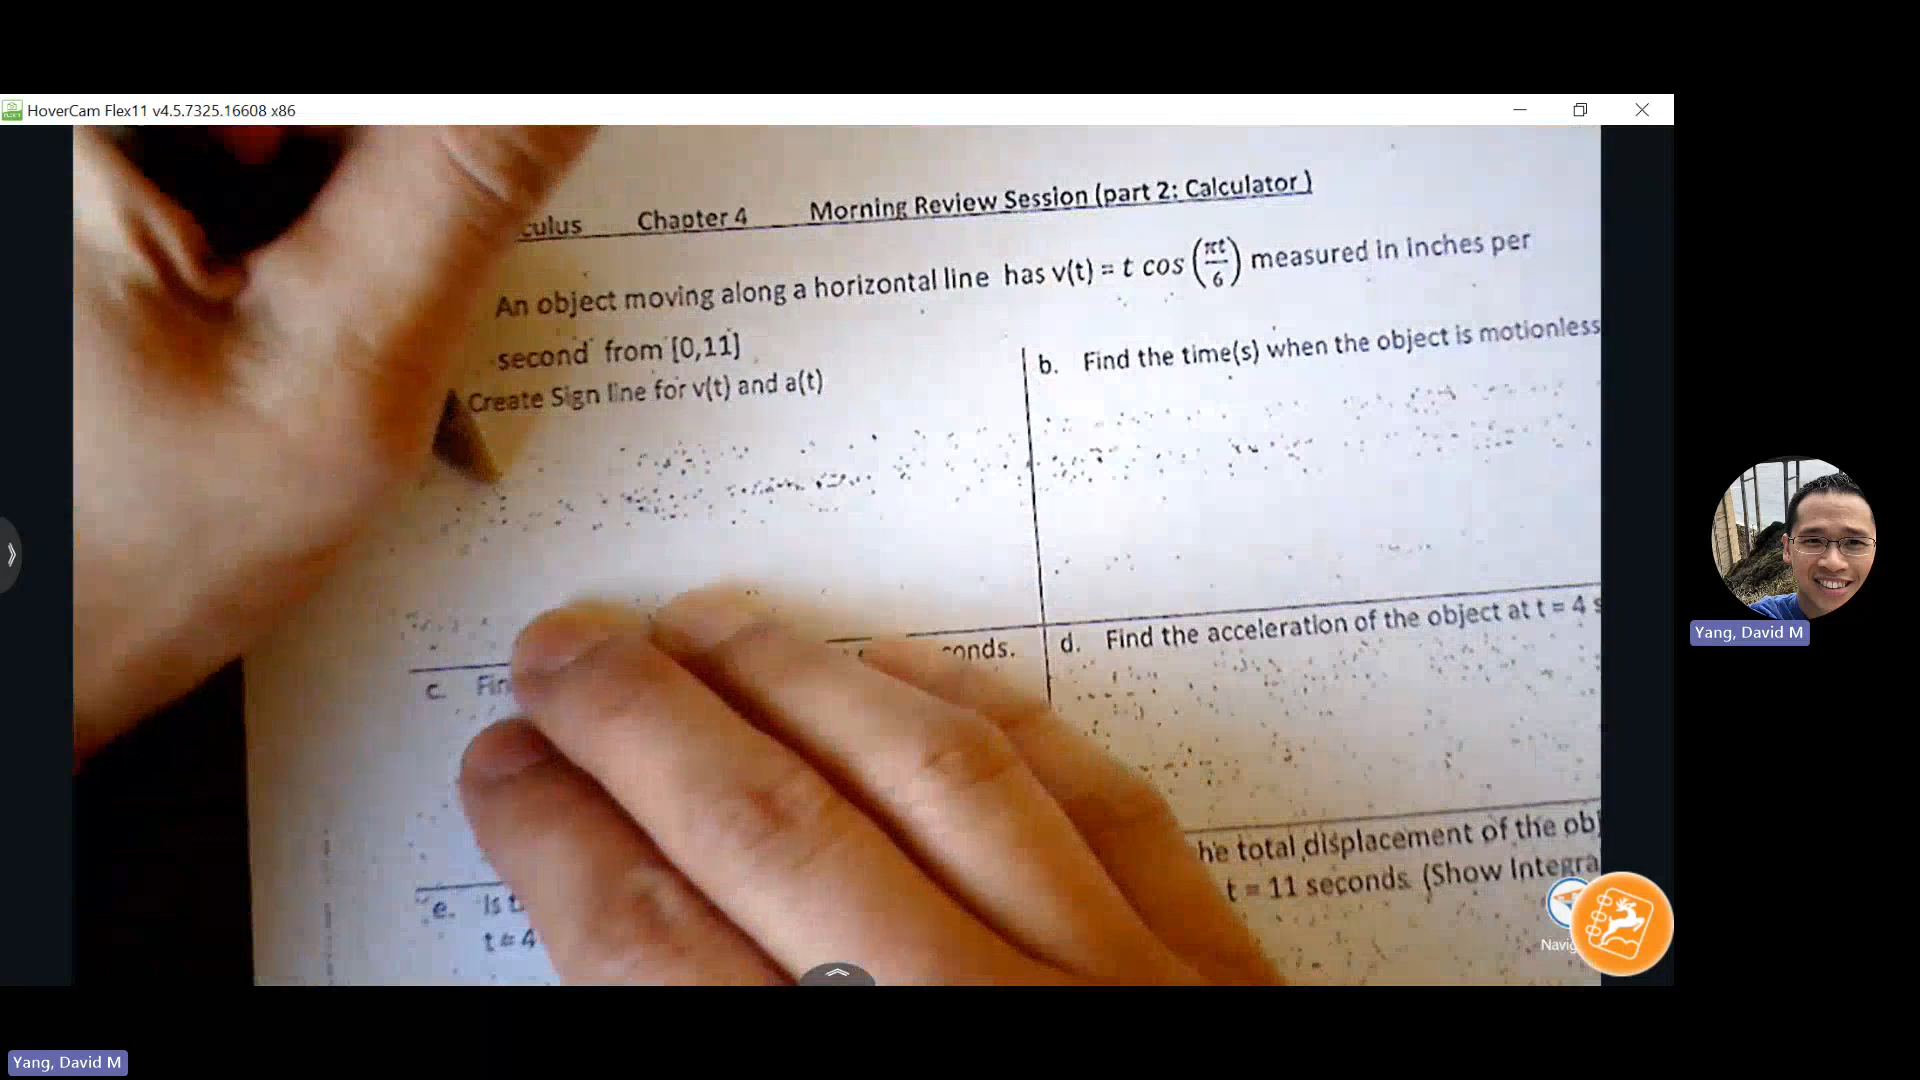 HoverCam Flex11 v4.5.7325.16608 x86
culus Chapter 4 Morning Review Session (part 2: Calculator )
An object moving along a horizontal line has v(t) = t cos (πt/6) measured in inches per
second from [0,11]
Create Sign line for v(t) and a(t)
b. Find the time(s) when the object is motionless
c. Fin
onds.
d. Find the acceleration of the object at t = 4 s
e. Is t
t = 4
he total displacement of the obj
t = 11 seconds. (Show Integra
Navig
Yang, David M
Yang, David M